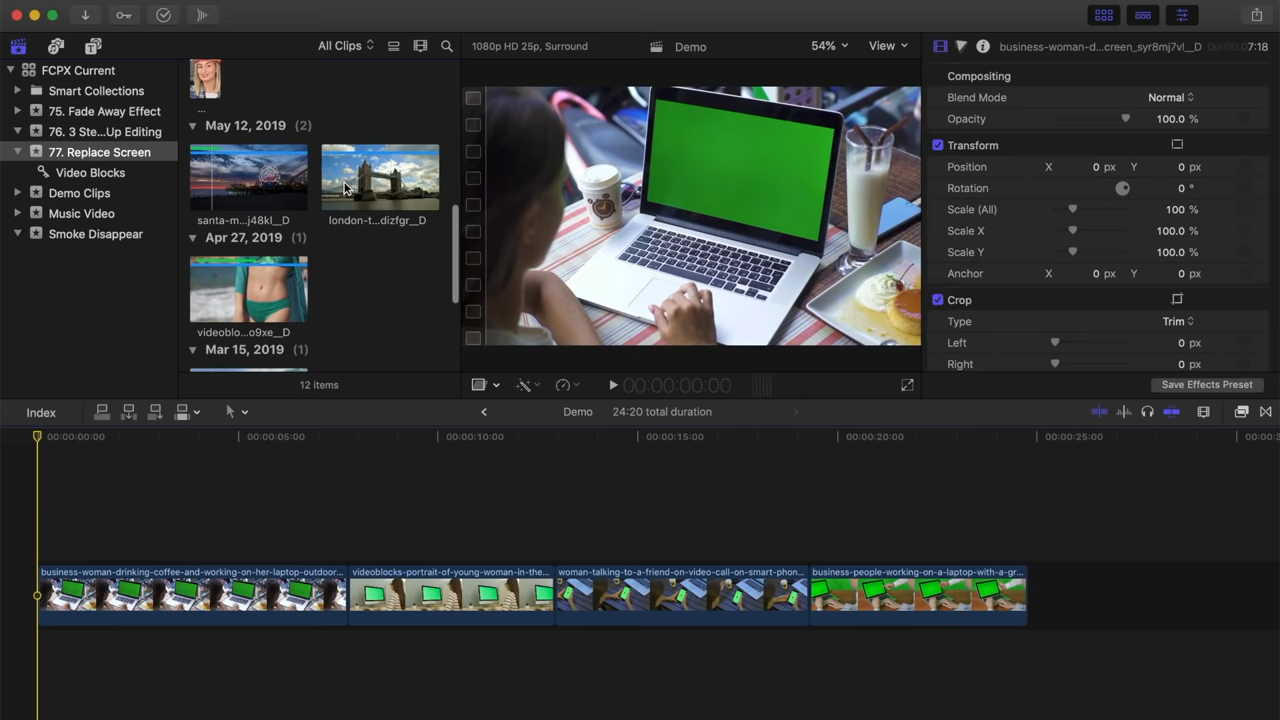 All Clips
1080p HD 25p, Surround
Demo
54%
View
business-woman-d...creen_syr8mj7vl__D
7:18
FCPX Current
Smart Collections
75. Fade Away Effect
76. 3 Ste...Up Editing
77. Replace Screen
Video Blocks
Demo Clips
Music Video
Smoke Disappear
...
May 12, 2019 (2)
santa-m...j48kl__D
london-t...dizfgr__D
Apr 27, 2019 (1)
videoblo...o9xe__D
Mar 15, 2019 (1)
12 items
00:00:00:00
Compositing
Blend Mode
Normal
Opacity
100.0 %
Transform
Position
X
0 px
Y
0 px
Rotation
0 °
Scale (All)
100 %
Scale X
100.0 %
Scale Y
100.0 %
Anchor
X
0 px
Y
0 px
Crop
Type
Trim
Left
0 px
Right
0 px
Save Effects Preset
Index
Demo
24:20 total duration
00:00:00:00
00:00:05:00
00:00:10:00
00:00:15:00
00:00:20:00
00:00:25:00
00:00:3
business-woman-drinking-coffee-and-working-on-her-laptop-outdoor...
videoblocks-portrait-of-young-woman-in-the...
woman-talking-to-a-friend-on-video-call-on-smart-phon...
business-people-working-on-a-laptop-with-a-gr...